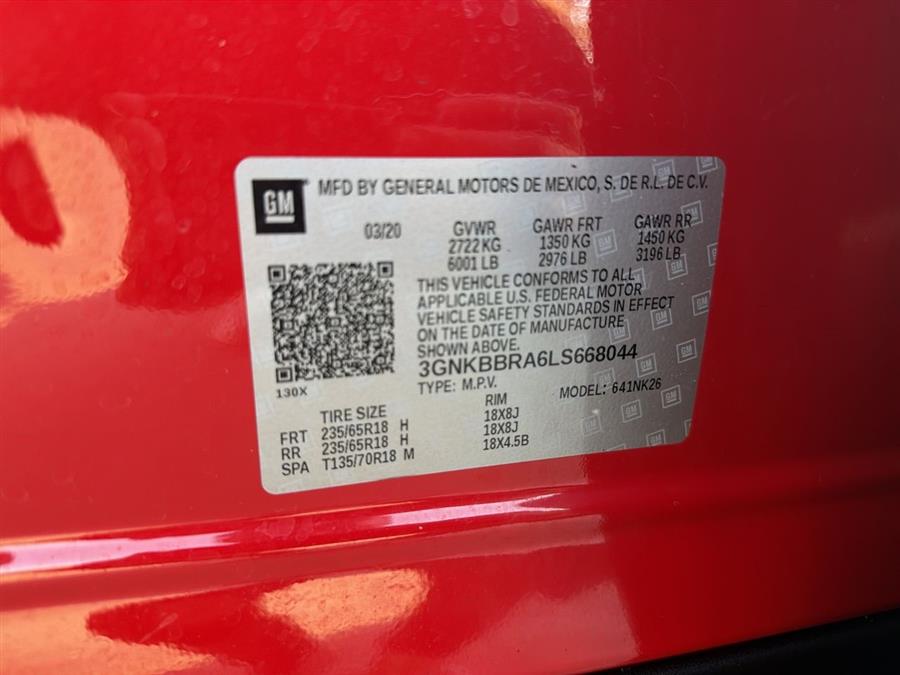 GM MFD BY GENERAL MOTORS DE MEXICO, S. DE R.L. DE C.V.
03/20 GVWR GAWR FRT GAWR RR
2722 KG 1350 KG 1450 KG
6001 LB 2976 LB 3196 LB
THIS VEHICLE CONFORMS TO ALL
APPLICABLE U.S. FEDERAL MOTOR
VEHICLE SAFETY STANDARDS IN EFFECT
ON THE DATE OF MANUFACTURE
SHOWN ABOVE.
3GNKBBRA6LS668044
130X
TYPE: M.P.V. MODEL: 641NK26
TIRE SIZE RIM
FRT 235/65R18 H 18X8J
RR 235/65R18 H 18X8J
SPA T135/70R18 M 18X4.5B